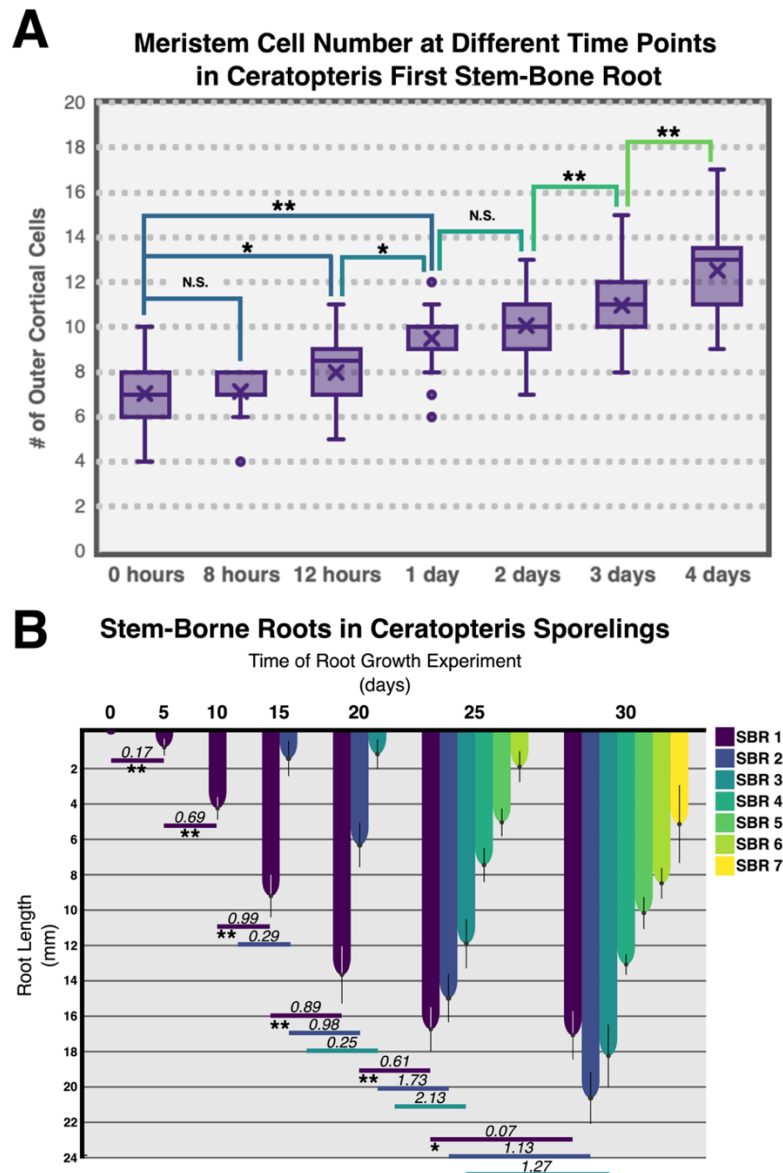 A
Meristem Cell Number at Different Time Points
in Ceratopteris First Stem-Bone Root
# of Outer Cortical Cells
20
18
16
14
12
10
8
6
4
2
0
**
**
**
N.S.
*
*
N.S.
0 hours 8 hours 12 hours 1 day 2 days 3 days 4 days
B
Stem-Borne Roots in Ceratopteris Sporelings
Time of Root Growth Experiment
(days)
0 5 10 15 20 25 30
Root Length
(mm)
2
4
6
8
10
12
14
16
18
20
22
24
0.17
**
0.69
**
0.99
**
0.29
0.89
**
0.98
0.25
0.61
**
1.73
2.13
0.07
*
1.13
1.27
SBR 1
SBR 2
SBR 3
SBR 4
SBR 5
SBR 6
SBR 7